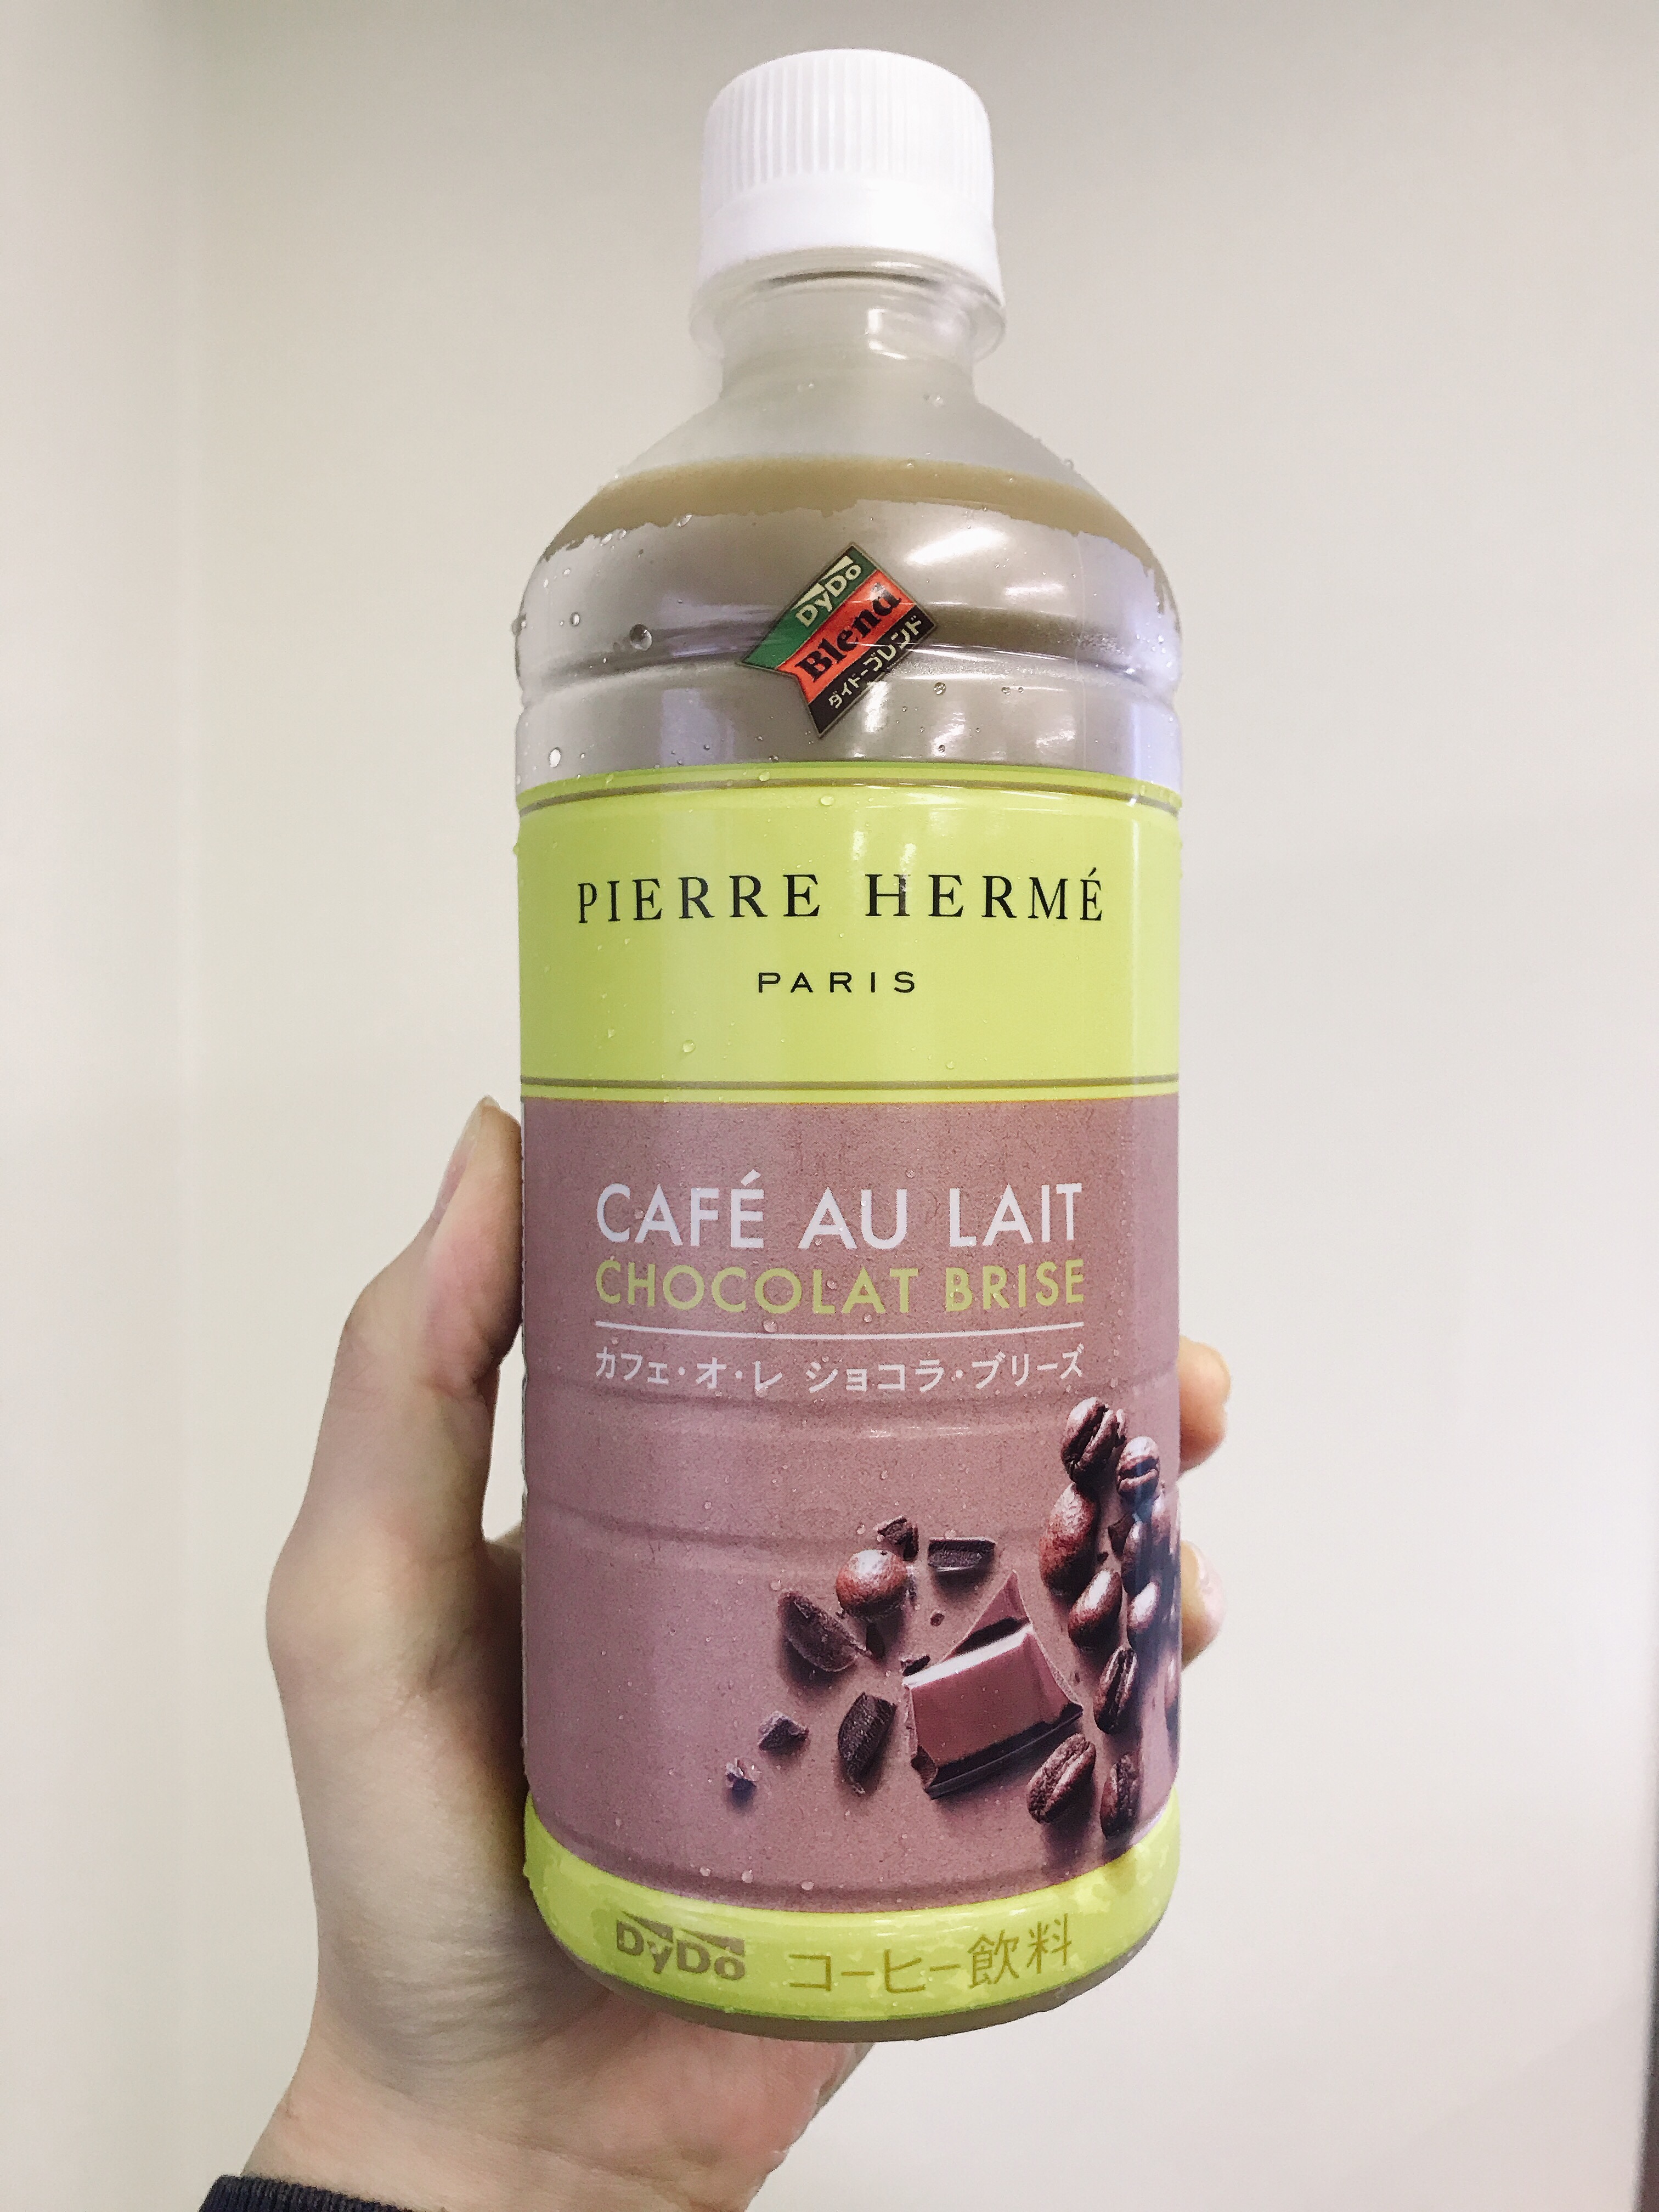 DyDo
Blend
ダイドーブレンド
PIERRE HERMÉ
PARIS
CAFÉ AU LAIT
CHOCOLAT BRISE
カフェ・オ・レ ショコラ・ブリーズ
DyDo コーヒー飲料